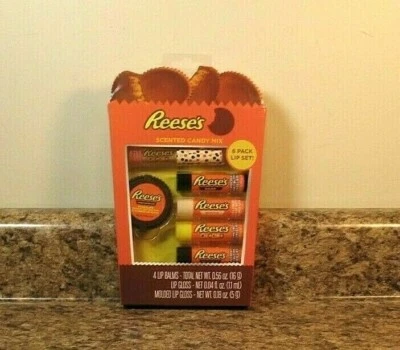 Reese's
SCENTED CANDY MIX
6 PACK
LIP SET!
Reese's
Reese's
Reese's
Reese's
Reese's
4 LIP BALMS - TOTAL NET WT. 0.56 oz. (16 g)
LIP GLOSS - NET 0.04 fl. oz. (1.1 mL)
MOLDED LIP GLOSS - NET WT. 0.18 oz. (5 g)